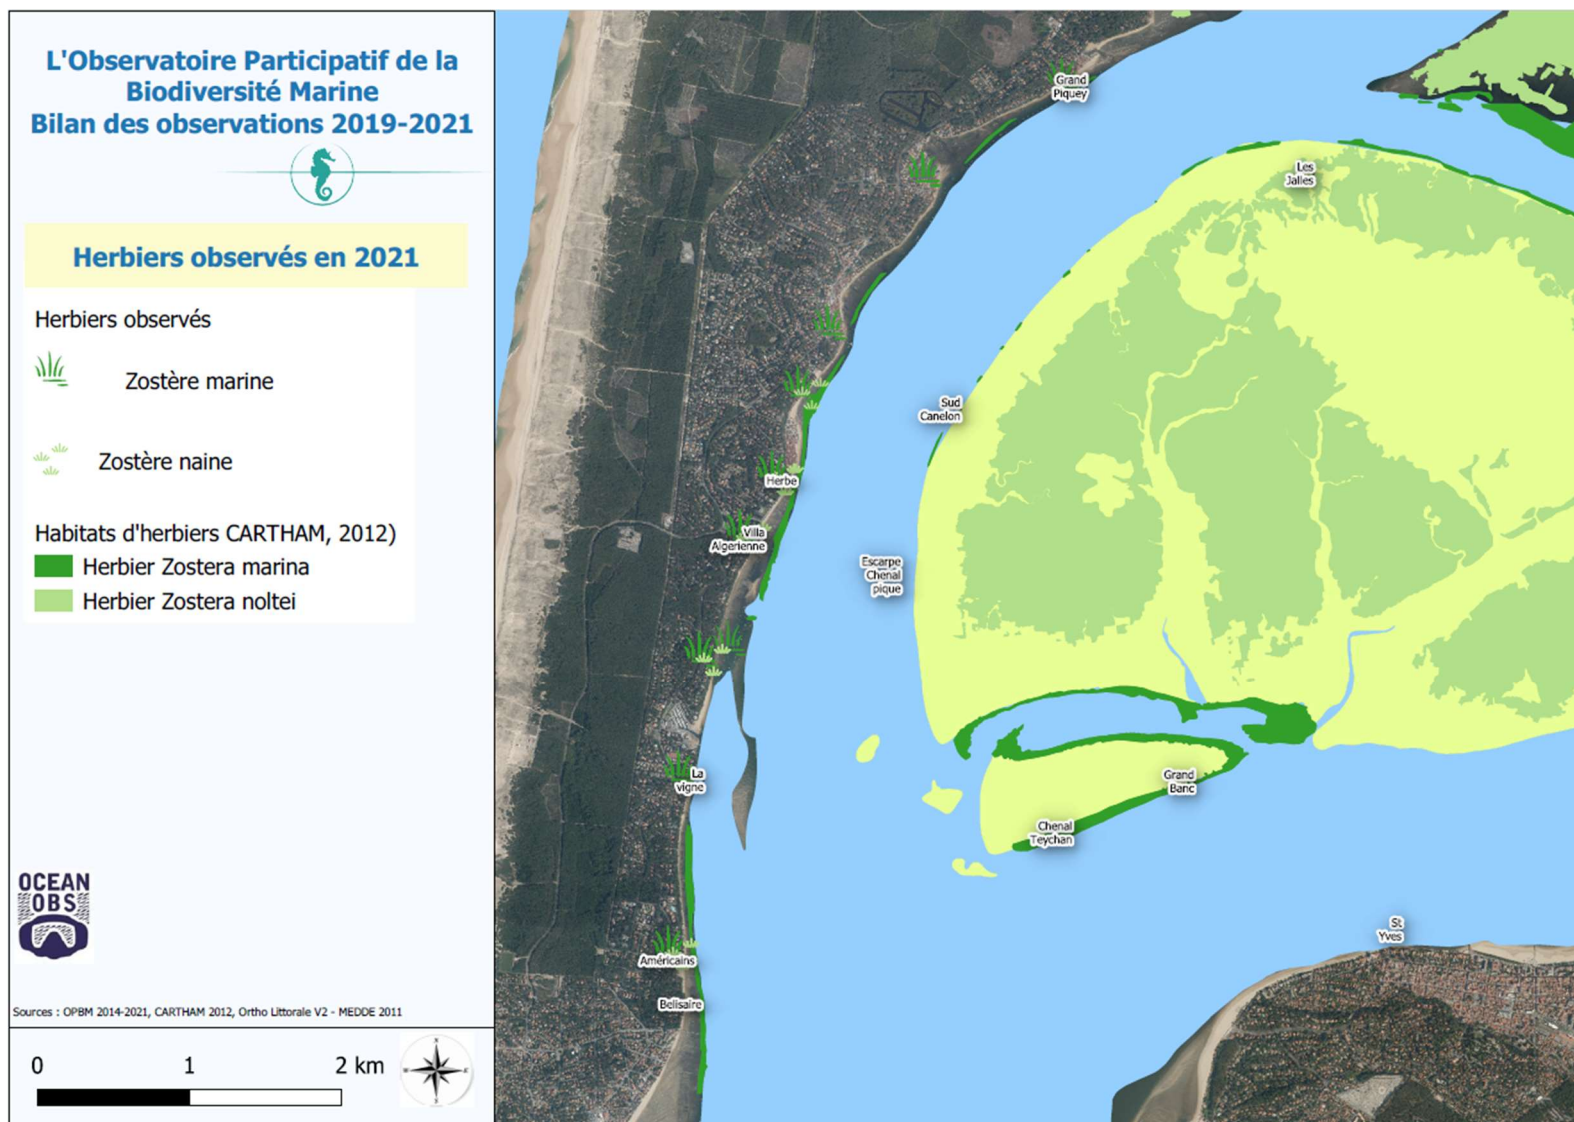 L'Observatoire Participatif de la
Biodiversité Marine
Bilan des observations 2019-2021
Herbiers observés en 2021
Herbiers observés
Zostère marine
Zostère naine
Habitats d'herbiers CARTHAM, 2012)
Herbier Zostera marina
Herbier Zostera noltei
OCEAN
OBS
Sources : OPBM 2014-2021, CARTHAM 2012, Ortho Littorale V2 - MEDDE 2011
0 1 2 km
N
Grand
Piquey
Les
Jalles
Sud
Canelon
Herbe
Villa
Algerienne
Escarpe
Chenal
pique
La
vigne
Grand
Banc
Chenal
Teychan
St
Yves
Américains
Belisaire